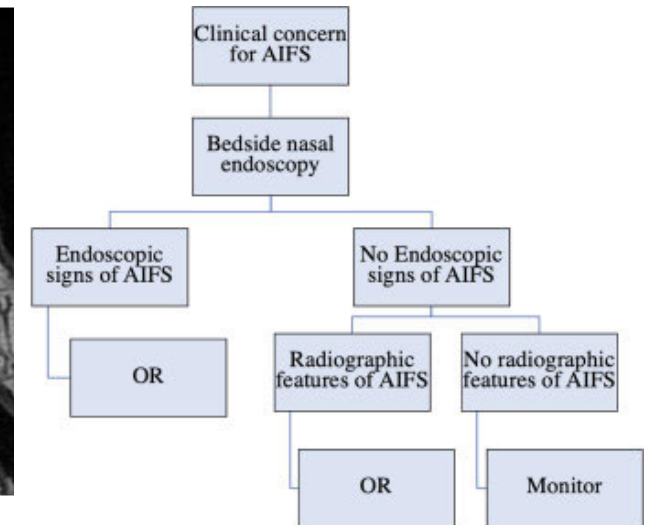 Clinical concern
for AIFS
Bedside nasal
endoscopy
Endoscopic
signs of AIFS
No Endoscopic
signs of AIFS
OR
Radiographic
features of AIFS
No radiographic
features of AIFS
OR
Monitor